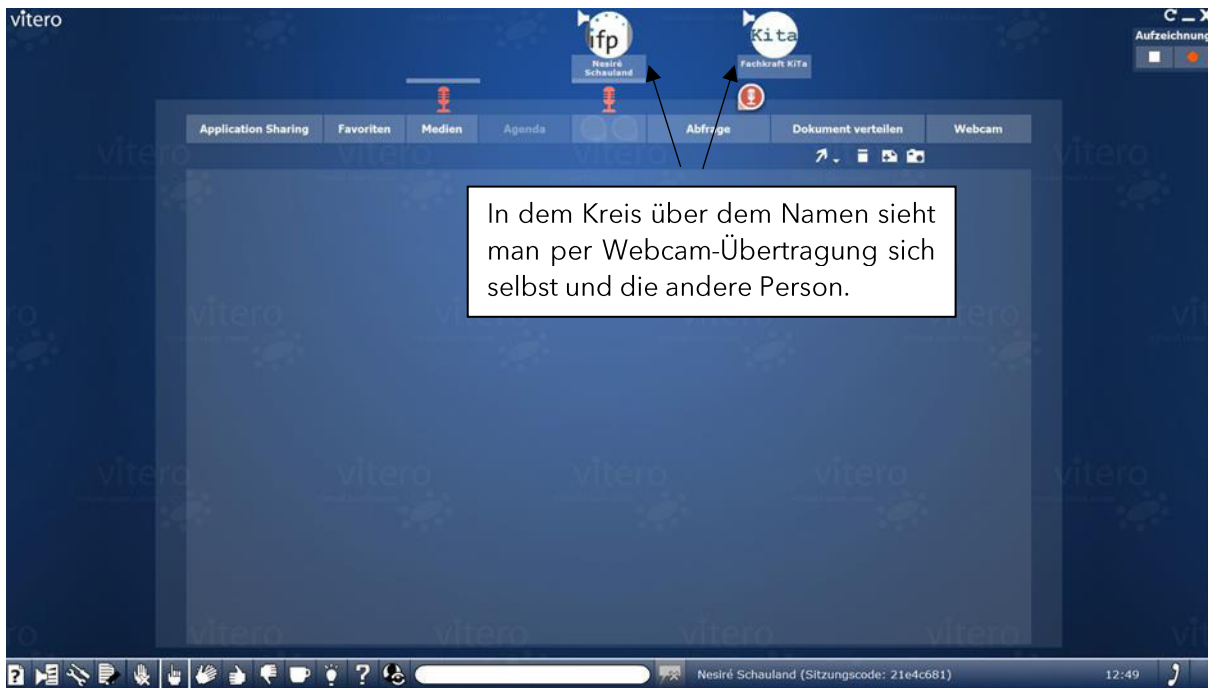 vitero
Aufzeichnung
ifp
Kita
Nesiré
Schauland
Fachkraft KiTa
Application Sharing Favoriten Medien Agenda Abfrage Dokument verteilen Webcam
In dem Kreis über dem Namen sieht
man per Webcam-Übertragung sich
selbst und die andere Person.
Nesiré Schauland (Sitzungscode: 21e4c681) 12:49